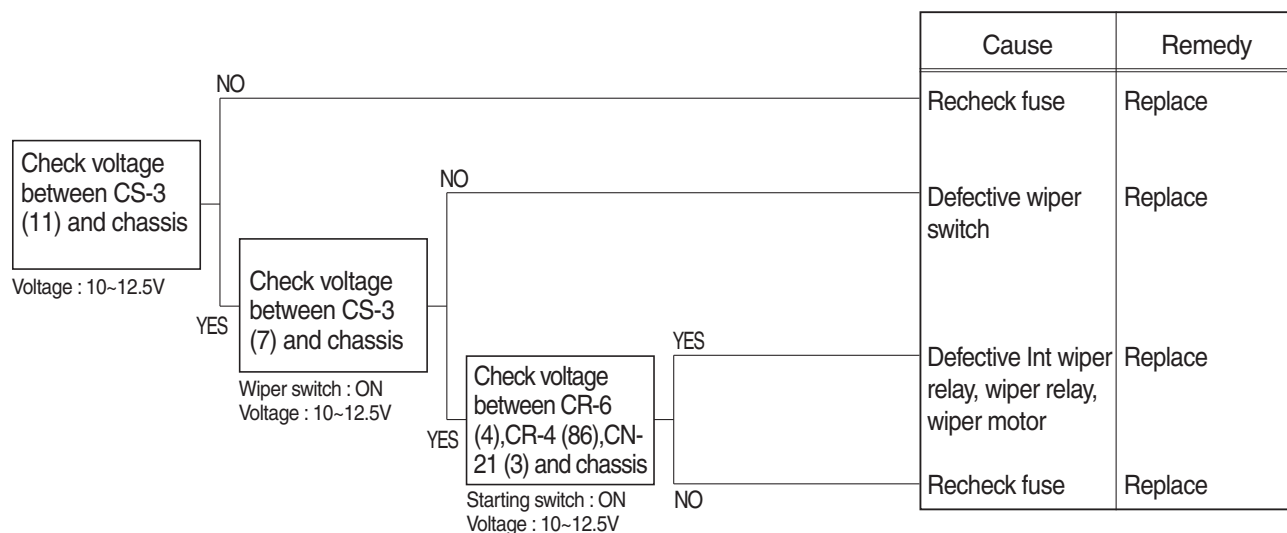 Cause
Remedy
NO
Recheck fuse
Replace
Check voltage
between CS-3
(11) and chassis
Voltage : 10~12.5V
NO
Defective wiper
switch
Replace
YES
Check voltage
between CS-3
(7) and chassis
Wiper switch : ON
Voltage : 10~12.5V
YES
Defective Int wiper
relay, wiper relay,
wiper motor
Replace
YES
Check voltage
between CR-6
(4),CR-4 (86),CN-
21 (3) and chassis
Starting switch : ON
Voltage : 10~12.5V
NO
Recheck fuse
Replace